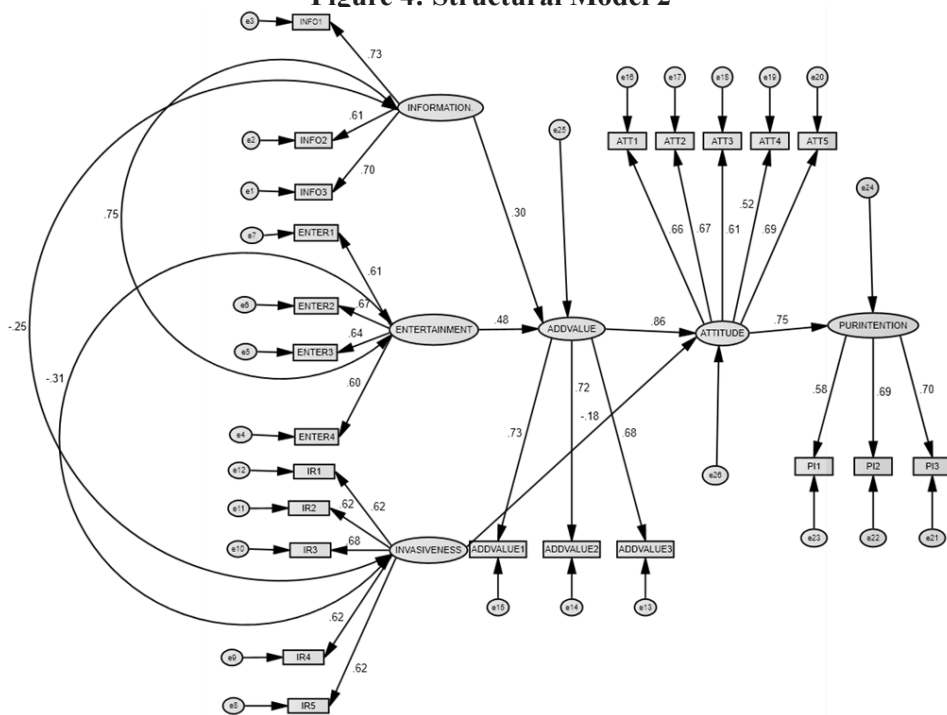 Figure 4: Structural Model 2
e3 INFO1
.73
INFORMATION.
e2 INFO2
.61
e1 INFO3
.70
.75
e7 ENTER1
.61
e6 ENTER2
.67
ENTERTAINMENT
e5 ENTER3
.64
e4 ENTER4
.60
-.25
-.31
e12 IR1
.62
e11 IR2
.62
e10 IR3
.68
INVASIVENESS
e9 IR4
.62
e8 IR5
.62
.30
.48
e25
ADDVALUE
.86
-.18
.73
.72
.68
ADDVALUE1 ADDVALUE2 ADDVALUE3
e15 e14 e13
e16 e17 e18 e19 e20
ATT1 ATT2 ATT3 ATT4 ATT5
.66 .67 .61 .52 .69
ATTITUDE
e26
.75
e24
PURINTENTION
.58 .69 .70
PI1 PI2 PI3
e23 e22 e21